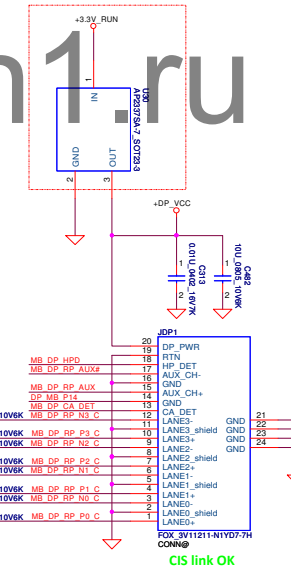 +3.3V_RUN
n1.ru
1
IN
U30
AP2337SA-7_SOT23-3
GND
OUT
2
3
+DP_VCC
1
2
C313
0.01U_0402_16V7K
1
2
C482
10U_0805_10V6K
JDP1
20
DP_PWR
19
RTN
MB_DP_HPD
18
HP_DET
MB_DP_RP_AUX#
17
AUX_CH-
16
GND
MB_DP_RP_AUX
15
AUX_CH+
DP_MB_P14
14
GND
MB_DP_CA_DET
13
CA_DET
10V6K
MB_DP_RP_N3_C
12
LANE3-
GND
21
11
LANE3_shield
GND
22
10V6K
MB_DP_RP_P3_C
10
LANE3+
GND
23
10V6K
MB_DP_RP_N2_C
9
LANE2-
GND
24
8
LANE2_shield
10V6K
MB_DP_RP_P2_C
7
LANE2+
10V6K
MB_DP_RP_N1_C
6
LANE1-
5
LANE1_shield
10V6K
MB_DP_RP_P1_C
4
LANE1+
10V6K
MB_DP_RP_N0_C
3
LANE0-
2
LANE0_shield
10V6K
MB_DP_RP_P0_C
1
LANE0+
FOX_3V11211-N1YD7-7H
CONN@
CIS link OK